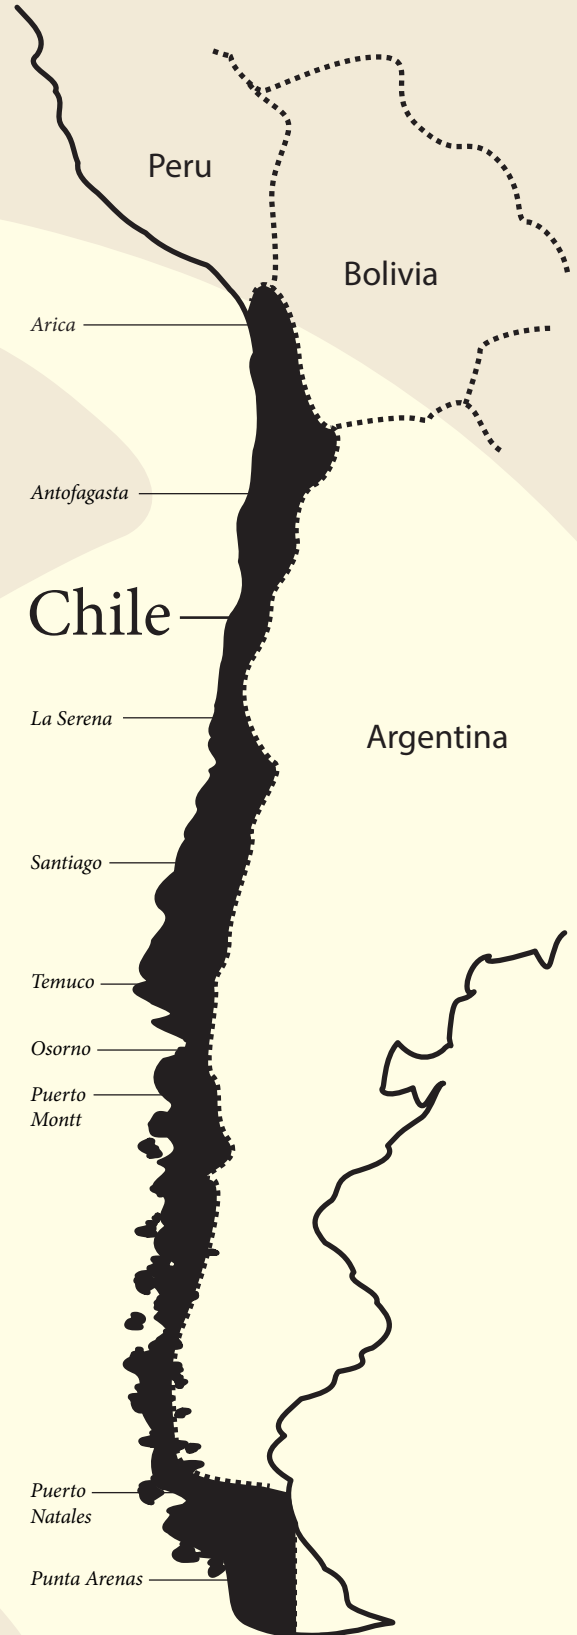 Peru
Bolivia
Arica
Antofagasta
Chile
La Serena
Argentina
Santiago
Temuco
Osorno
Puerto
Montt
Puerto
Natales
Punta Arenas